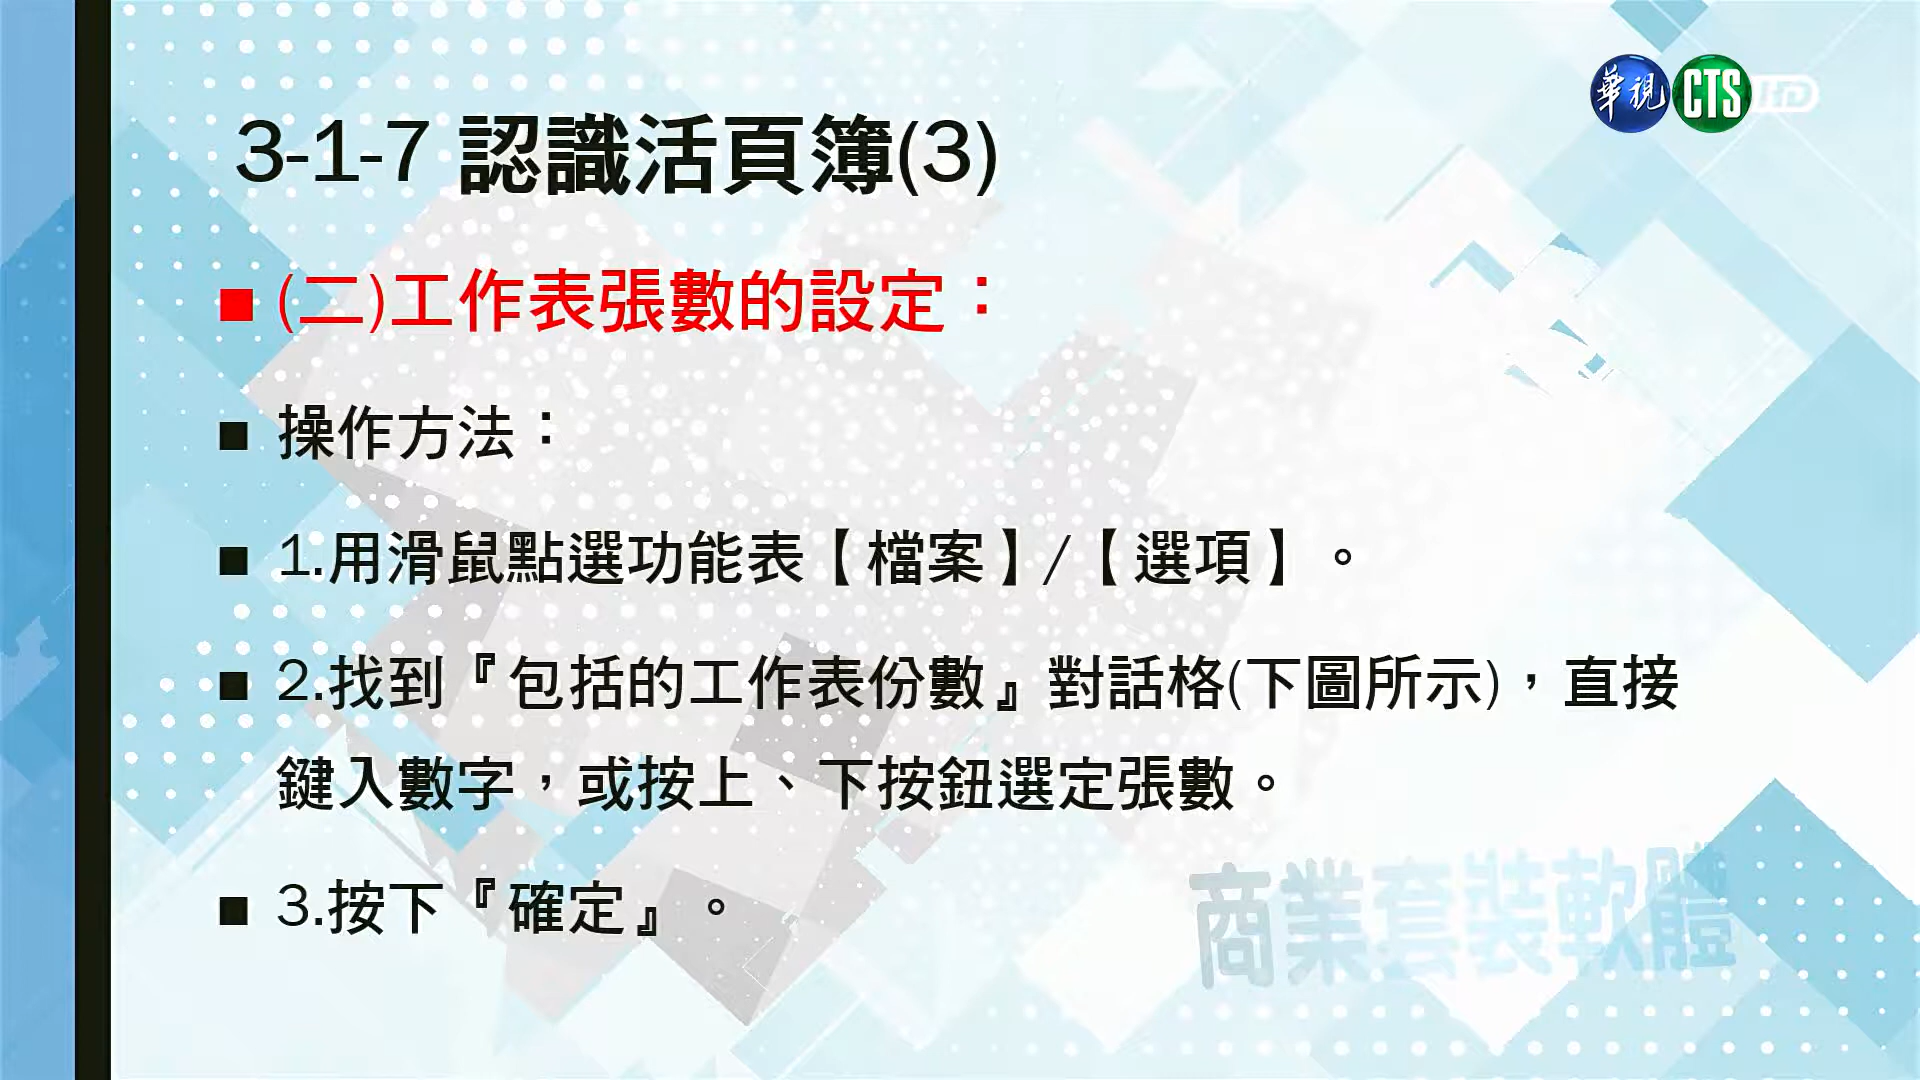 華視 CTS HD
3-1-7 認識活頁簿(3)
■ (二)工作表張數的設定：
■ 操作方法：
■ 1.用滑鼠點選功能表【檔案】/【選項】。
■ 2.找到『包括的工作表份數』對話格(下圖所示)，直接
鍵入數字，或按上、下按鈕選定張數。
■ 3.按下『確定』。
商業套裝軟體